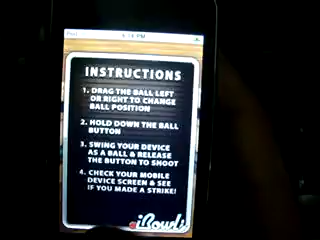 iPod
INSTRUCTIONS
1. DRAG THE BALL LEFT
OR RIGHT TO CHANGE
BALL POSITION
2. HOLD DOWN THE BALL
BUTTON
3. SWING YOUR DEVICE
AS A BALL & RELEASE
THE BUTTON TO SHOOT
4. CHECK YOUR MOBILE
DEVICE SCREEN & SEE
IF YOU MADE A STRIKE!
iBowl